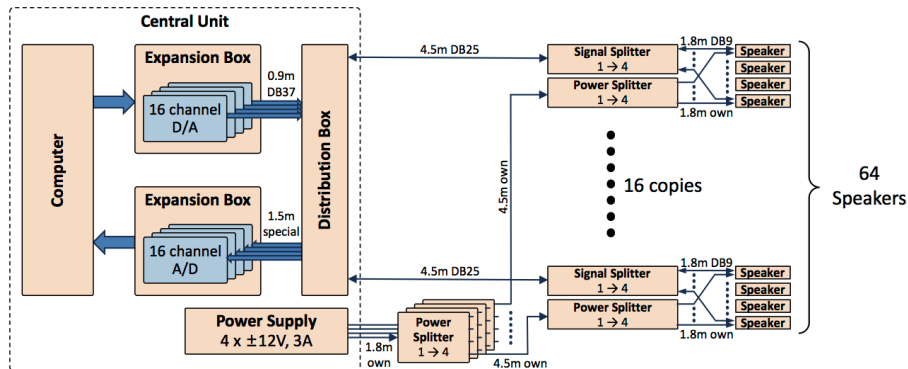 Central Unit
Computer
Expansion Box
16 channel
D/A
0.9m
DB37
Expansion Box
16 channel
A/D
1.5m
special
Distribution Box
Power Supply
4 x ±12V, 3A
1.8m
own
Power
Splitter
1 → 4
4.5m own
4.5m own
4.5m DB25
Signal Splitter
1 → 4
Power Splitter
1 → 4
1.8m DB9
1.8m own
Speaker
Speaker
Speaker
Speaker
16 copies
64
Speakers
4.5m DB25
Signal Splitter
1 → 4
Power Splitter
1 → 4
1.8m DB9
1.8m own
Speaker
Speaker
Speaker
Speaker